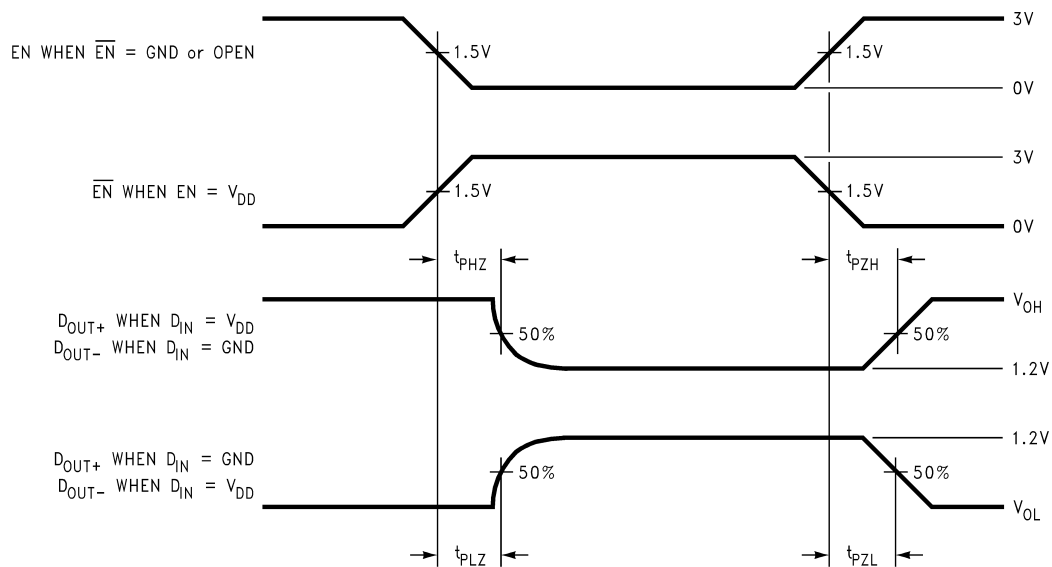 3V
EN WHEN E̅N̅ = GND or OPEN
1.5V
1.5V
0V
3V
E̅N̅ WHEN EN = VDD
1.5V
1.5V
0V
tPHZ
tPZH
VOH
DOUT+ WHEN DIN = VDD
DOUT− WHEN DIN = GND
50%
50%
1.2V
1.2V
DOUT+ WHEN DIN = GND
DOUT− WHEN DIN = VDD
50%
50%
VOL
tPLZ
tPZL